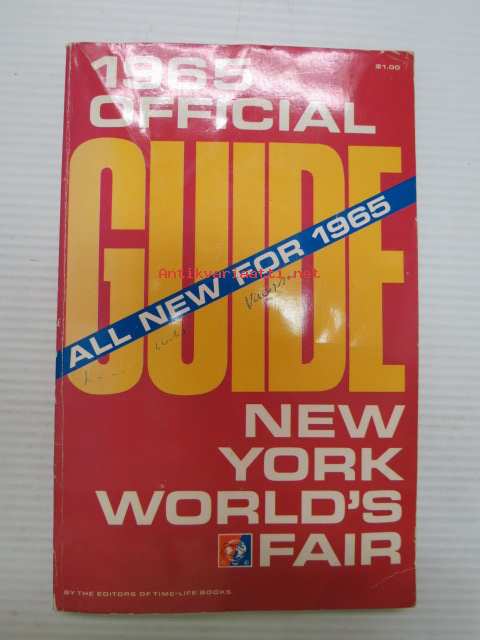 1965
$1.00
OFFICIAL
GUIDE
ALL NEW FOR 1965
Antikvariaatti.net
NEW
YORK
WORLD'S
FAIR
BY THE EDITORS OF TIME-LIFE BOOKS